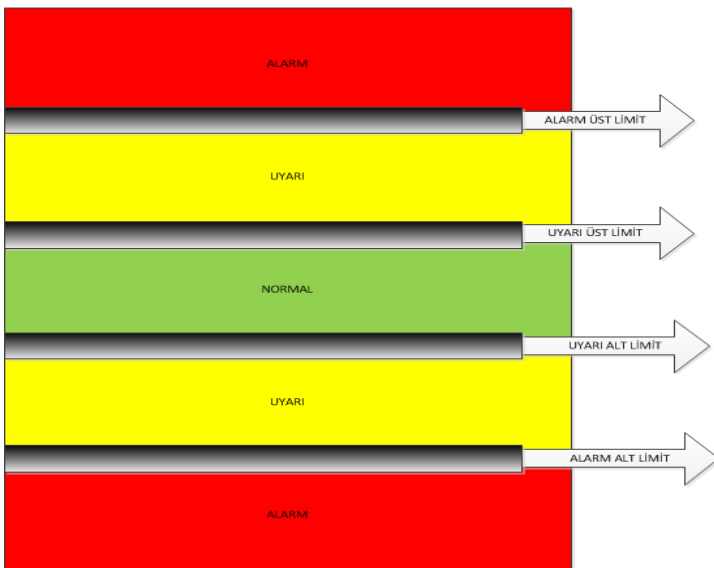 ALARM
ALARM ÜST LİMİT
UYARI
UYARI ÜST LİMİT
NORMAL
UYARI ALT LİMİT
UYARI
ALARM ALT LİMİT
ALARM